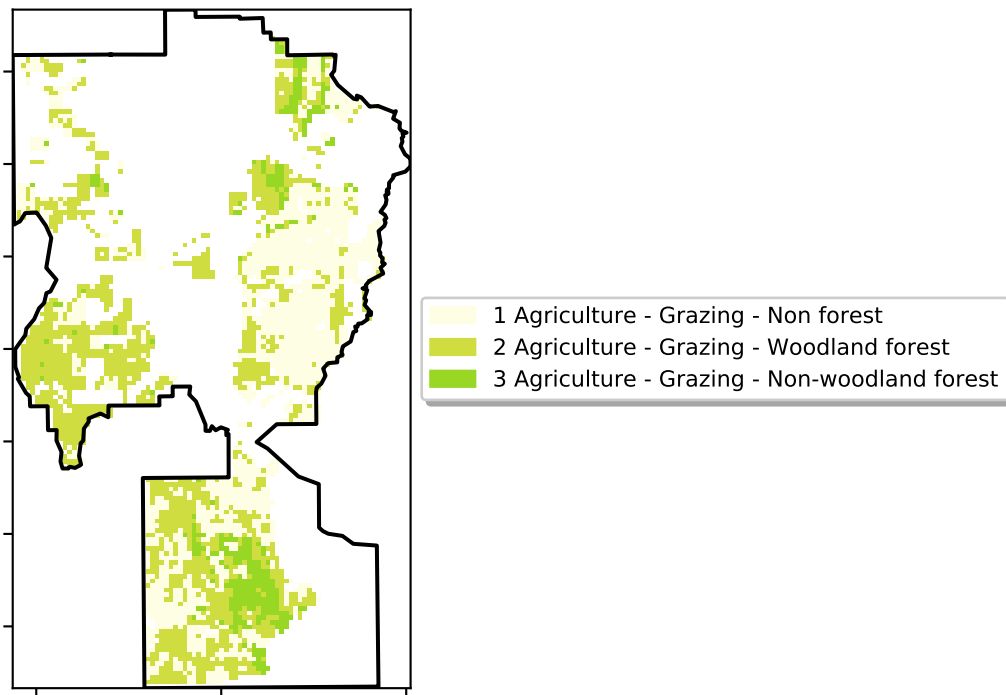 1 Agriculture - Grazing - Non forest
2 Agriculture - Grazing - Woodland forest
3 Agriculture - Grazing - Non-woodland forest